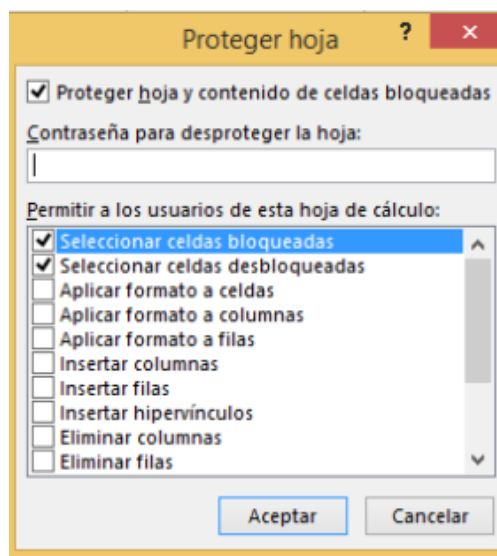 Proteger hoja
?
Proteger hoja y contenido de celdas bloqueadas
Contraseña para desproteger la hoja:
Permitir a los usuarios de esta hoja de cálculo:
Seleccionar celdas bloqueadas
Seleccionar celdas desbloqueadas
Aplicar formato a celdas
Aplicar formato a columnas
Aplicar formato a filas
Insertar columnas
Insertar filas
Insertar hipervínculos
Eliminar columnas
Eliminar filas
Aceptar
Cancelar